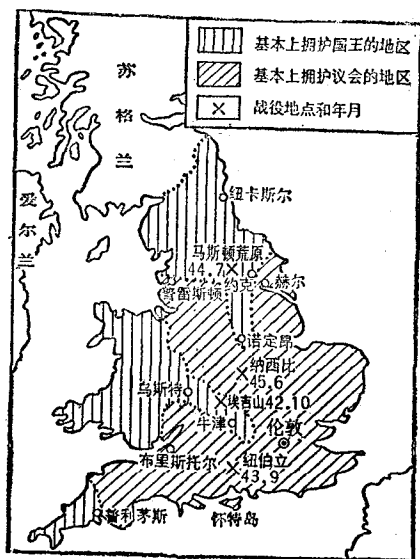 基本上拥护国王的地区
基本上拥护议会的地区
战役地点和年月
苏格兰
爱尔兰
纽卡斯尔
马斯顿荒原
44.7
约克
赫尔
普雷斯顿
诺定昂
纳西比
45.6
乌斯特
埃吉山42.10
牛津
伦敦
布里斯托尔
纽伯立
43.9
普利茅斯
怀特岛